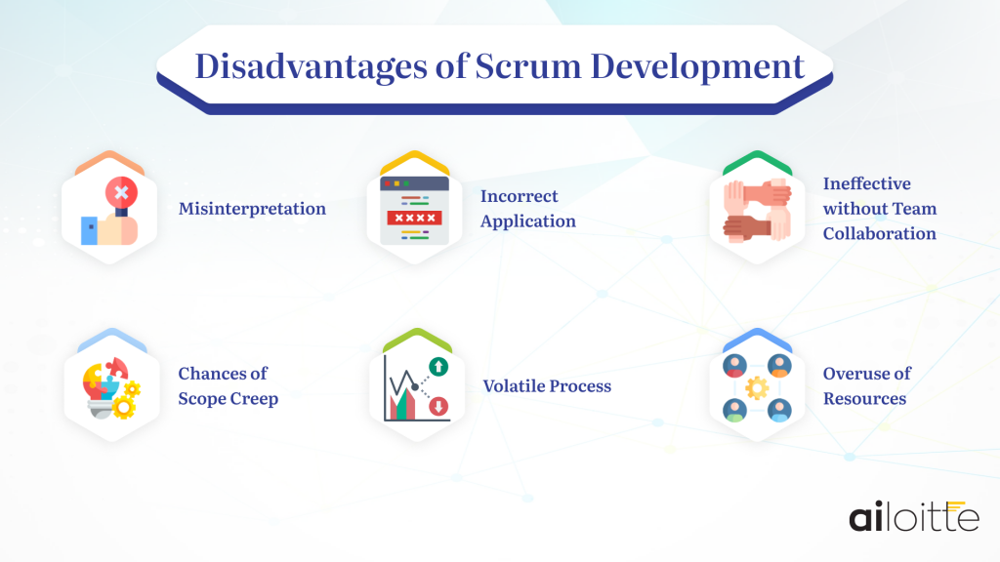 Disadvantages of Scrum Development
Misinterpretation
Incorrect
Application
Ineffective
without Team
Collaboration
Chances of
Scope Creep
Volatile Process
Overuse of
Resources
ailoitte